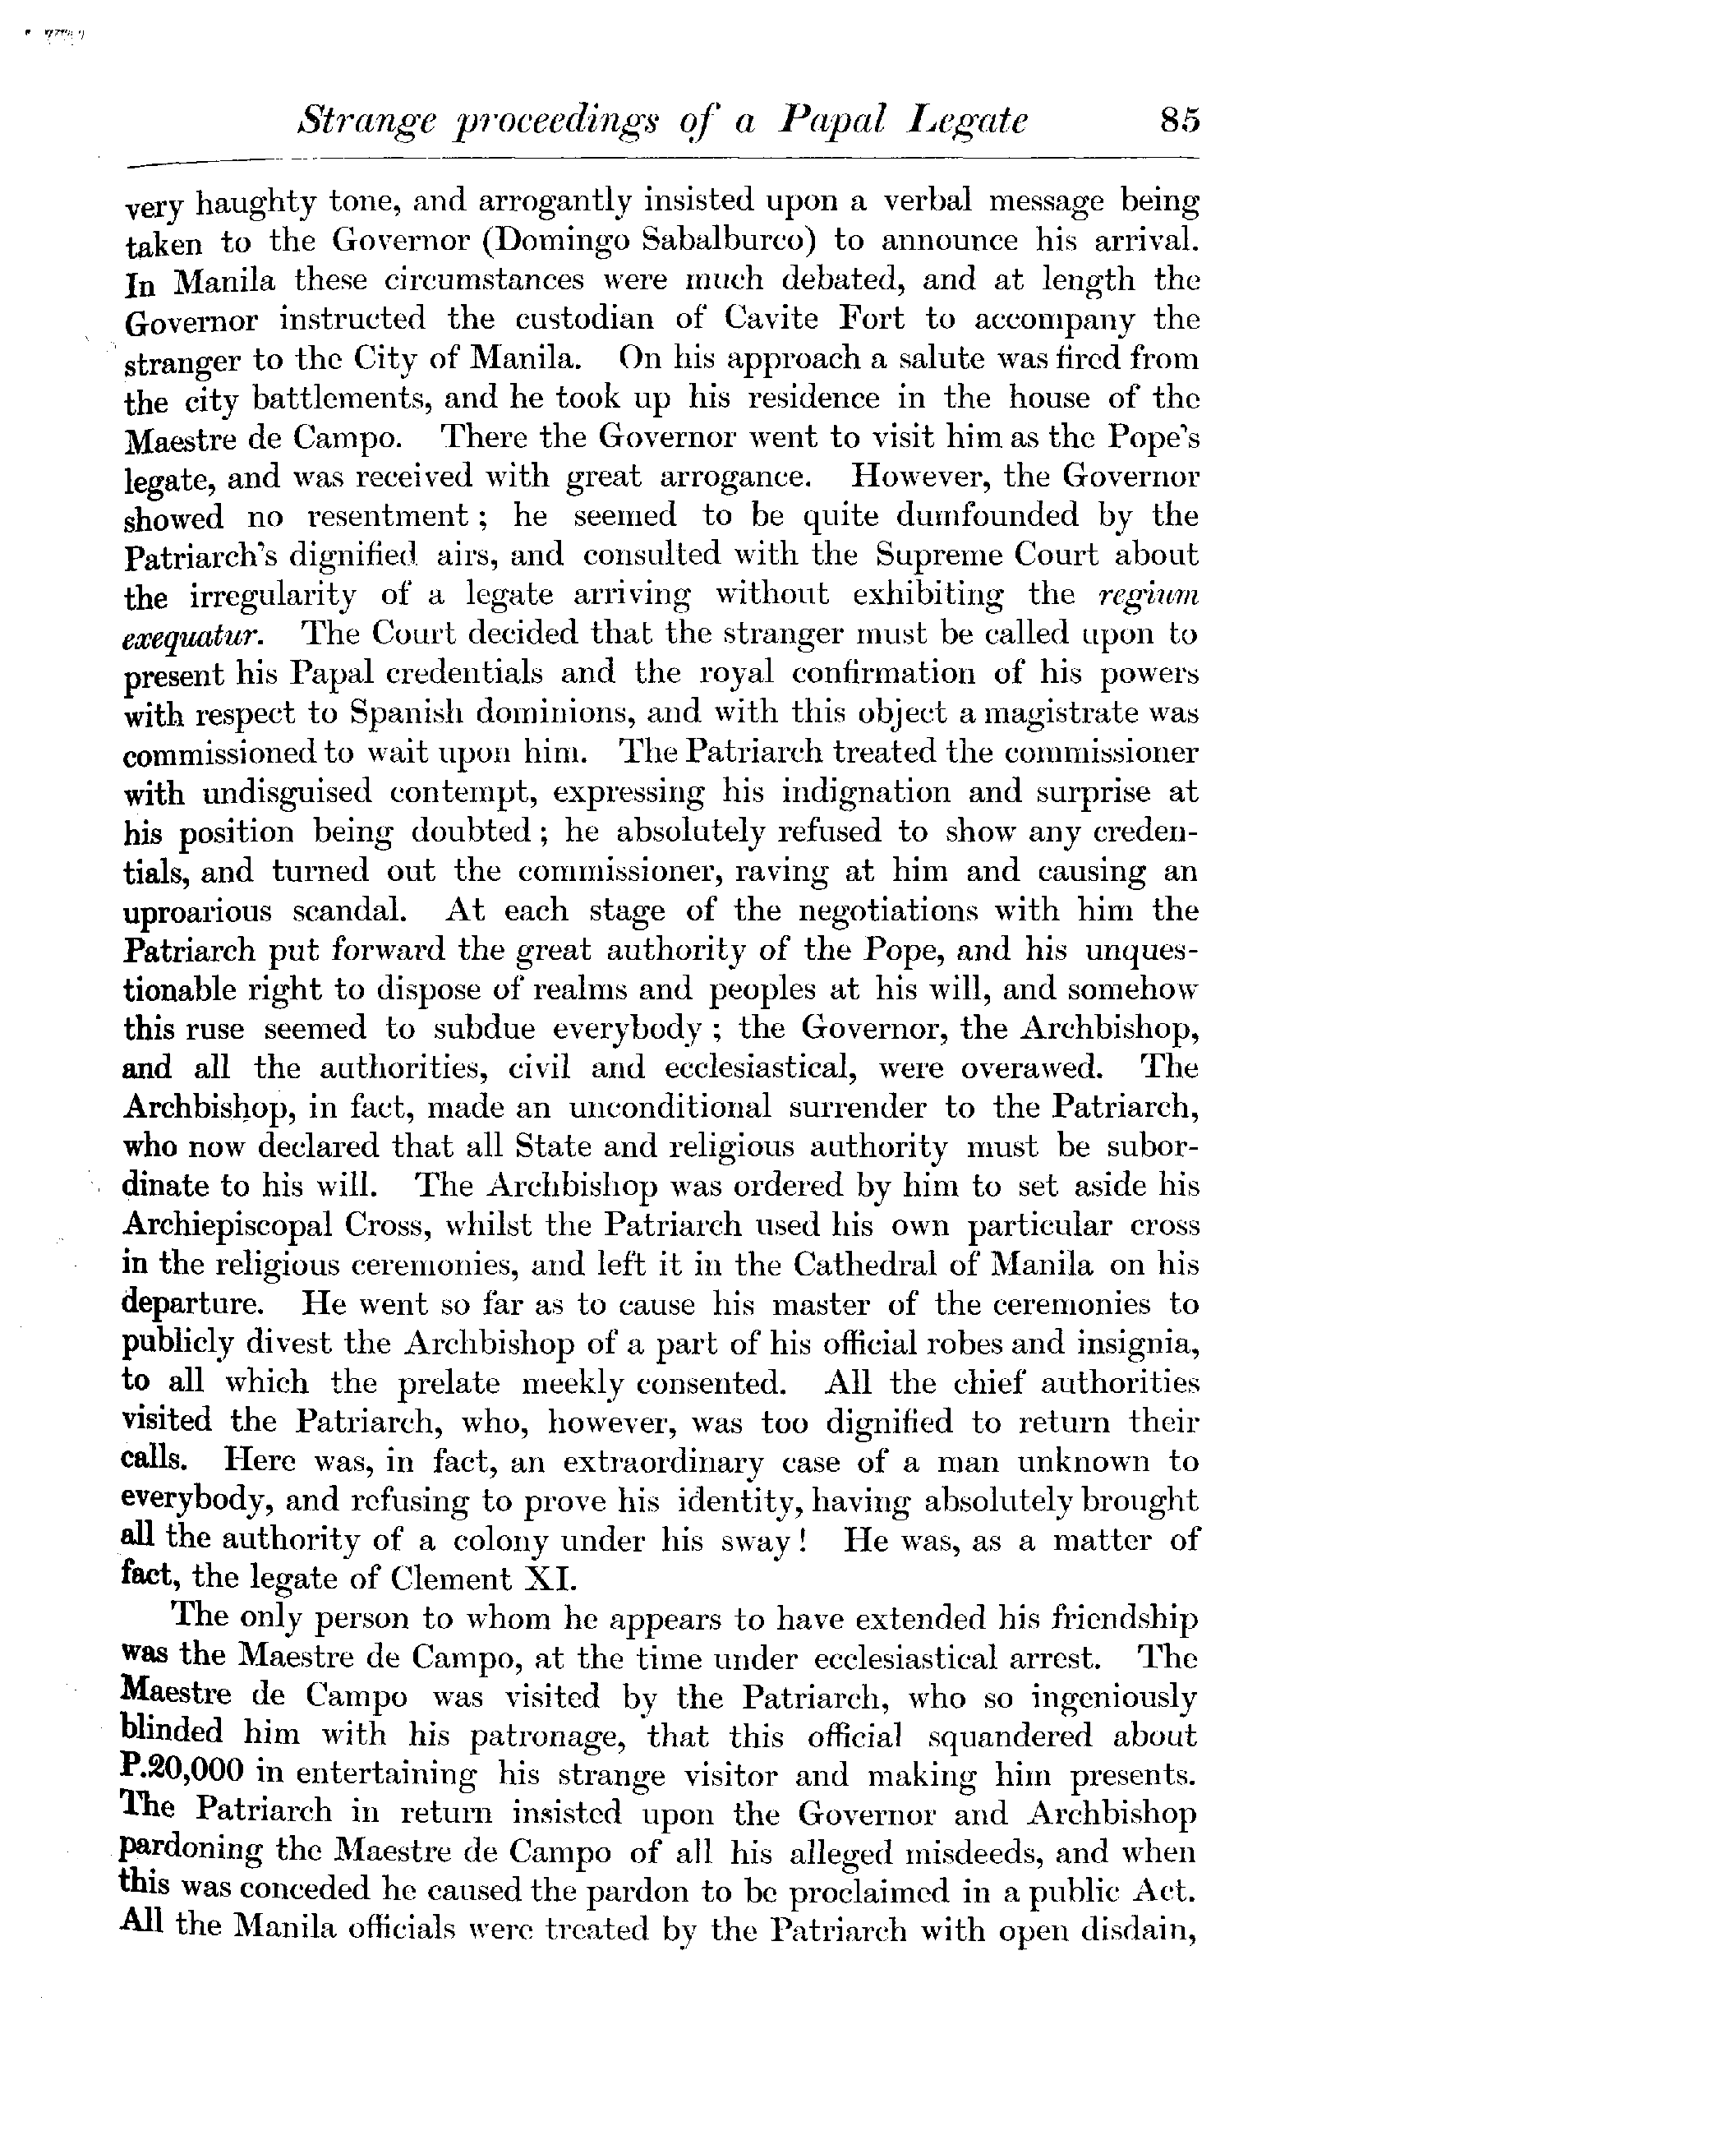 Strange proceedings of a Papal Legate 85
very haughty tone, and arrogantly insisted upon a verbal message being
taken to the Governor (Domingo Sabalburco) to announce his arrival.
In Manila these circumstances were much debated, and at length the
Governor instructed the custodian of Cavite Fort to accompany the
stranger to the City of Manila. On his approach a salute was fired from
the city battlements, and he took up his residence in the house of the
Maestre de Campo. There the Governor went to visit him as the Pope's
legate, and was received with great arrogance. However, the Governor
showed no resentment ; he seemed to be quite dumfounded by the
Patriarch's dignified airs, and consulted with the Supreme Court about
the irregularity of a legate arriving without exhibiting the regium
exequatur. The Court decided that the stranger must be called upon to
present his Papal credentials and the royal confirmation of his powers
with respect to Spanish dominions, and with this object a magistrate was
commissioned to wait upon him. The Patriarch treated the commissioner
with undisguised contempt, expressing his indignation and surprise at
his position being doubted ; he absolutely refused to show any creden-
tials, and turned out the commissioner, raving at him and causing an
uproarious scandal. At each stage of the negotiations with him the
Patriarch put forward the great authority of the Pope, and his unques-
tionable right to dispose of realms and peoples at his will, and somehow
this ruse seemed to subdue everybody ; the Governor, the Archbishop,
and all the authorities, civil and ecclesiastical, were overawed. The
Archbishop, in fact, made an unconditional surrender to the Patriarch,
who now declared that all State and religious authority must be subor-
dinate to his will. The Archbishop was ordered by him to set aside his
Archiepiscopal Cross, whilst the Patriarch used his own particular cross
in the religious ceremonies, and left it in the Cathedral of Manila on his
departure. He went so far as to cause his master of the ceremonies to
publicly divest the Archbishop of a part of his official robes and insignia,
to all which the prelate meekly consented. All the chief authorities
visited the Patriarch, who, however, was too dignified to return their
calls. Here was, in fact, an extraordinary case of a man unknown to
everybody, and refusing to prove his identity, having absolutely brought
all the authority of a colony under his sway ! He was, as a matter of
fact, the legate of Clement XI.
The only person to whom he appears to have extended his friendship
was the Maestre de Campo, at the time under ecclesiastical arrest. The
Maestre de Campo was visited by the Patriarch, who so ingeniously
blinded him with his patronage, that this official squandered about
P.20,000 in entertaining his strange visitor and making him presents.
The Patriarch in return insisted upon the Governor and Archbishop
pardoning the Maestre de Campo of all his alleged misdeeds, and when
this was conceded he caused the pardon to be proclaimed in a public Act.
All the Manila officials were treated by the Patriarch with open disdain,